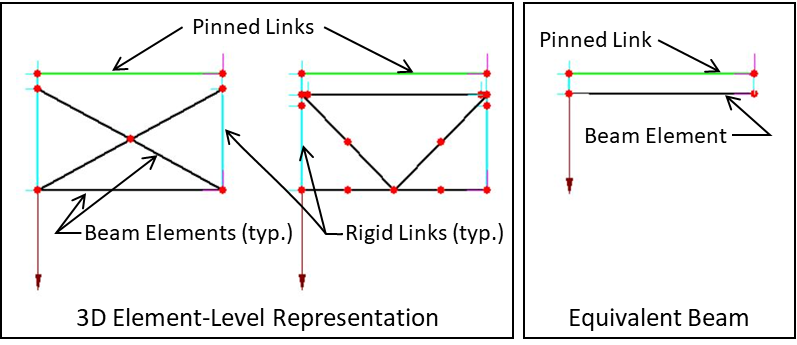 Pinned Links
Beam Elements (typ.)
Rigid Links (typ.)
3D Element-Level Representation
Pinned Link
Beam Element
Equivalent Beam